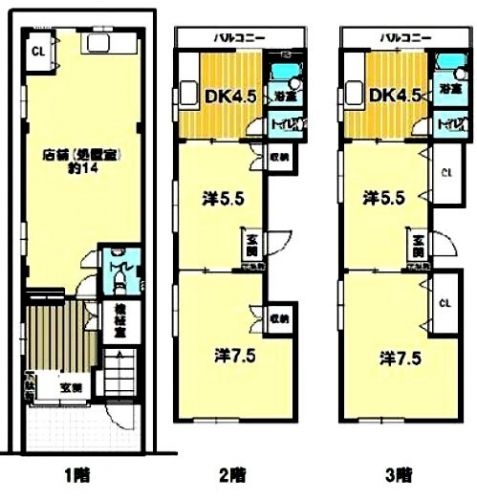 CL
店舗(処置室)
約14
トイレ
機械室
下駄箱
玄関
1階
バルコニー
DK4.5
浴室
トイレ
収納
洋5.5
玄関
下駄箱
収納
洋7.5
2階
バルコニー
DK4.5
浴室
トイレ
CL
洋5.5
玄関
下駄箱
CL
洋7.5
3階